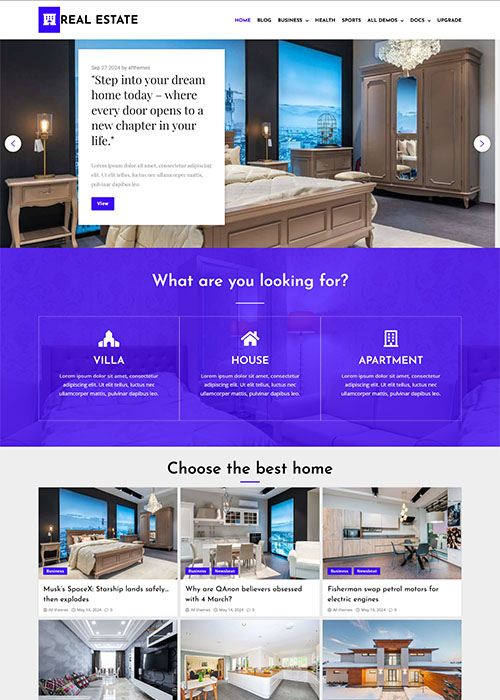 REAL ESTATE
HOME BLOG BUSINESS HEALTH SPORTS ALL DEMOS DOCS UPGRADE
Sep 27 2024 by afthemes
"Step into your dream
home today – where
every door opens to a
new chapter in your
life."
Lorem ipsum dolor sit amet, consectetur adipiscing
elit. Ut elit tellus, luctus nec ullamcorper mattis,
pulvinar dapibus leo.
View
What are you looking for?
VILLA
Lorem ipsum dolor sit amet, consectetur
adipiscing elit. Ut elit tellus, luctus nec
ullamcorper mattis, pulvinar dapibus leo.
HOUSE
Lorem ipsum dolor sit amet, consectetur
adipiscing elit. Ut elit tellus, luctus nec
ullamcorper mattis, pulvinar dapibus leo.
APARTMENT
Lorem ipsum dolor sit amet, consectetur
adipiscing elit. Ut elit tellus, luctus nec
ullamcorper mattis, pulvinar dapibus leo.
Choose the best home
Business
Musk's SpaceX: Starship lands safely...
then explodes
AF themes May 14, 2024 0
Business Newsbeat
Why are QAnon believers obsessed
with 4 March?
AF themes May 14, 2024 0
Business Newsbeat
Fisherman swap petrol motors for
electric engines
AF themes May 14, 2024 0